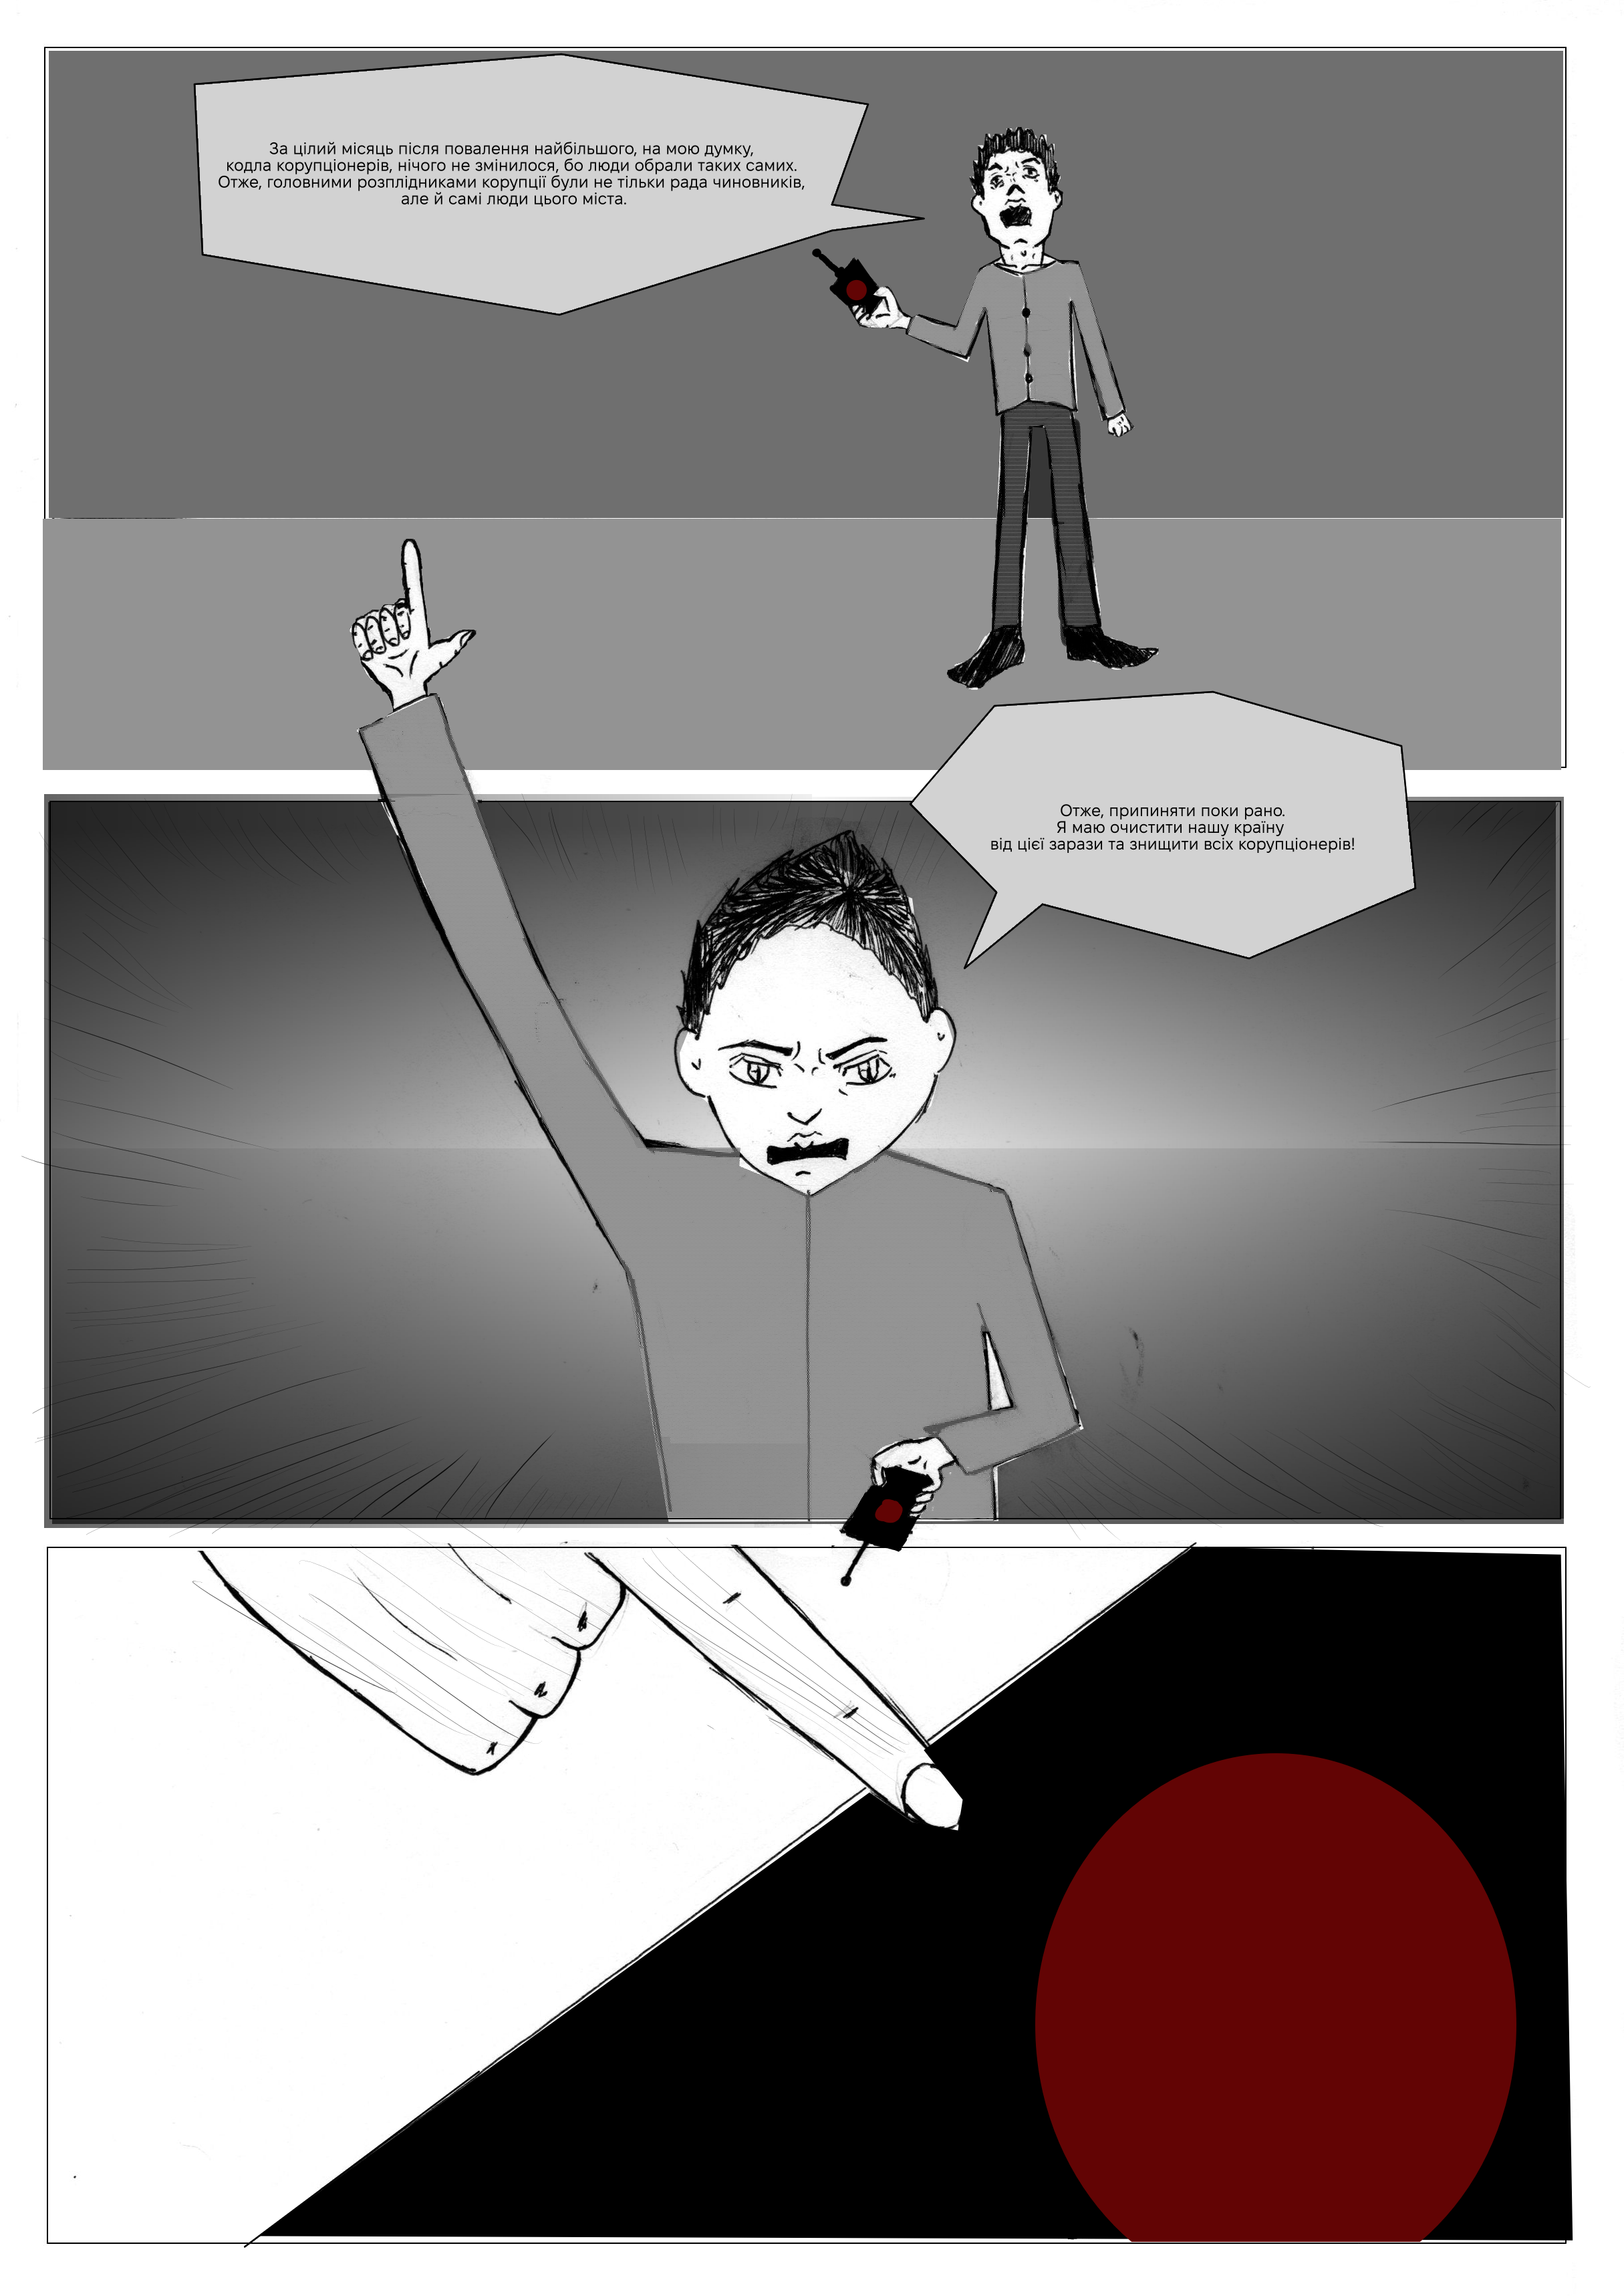 За цілий місяць після повалення найбільшого, на мою думку,
кодла корупціонерів, нічого не змінилося, бо люди обрали таких самих.
Отже, головними розплідниками корупції були не тільки рада чиновників,
але й самі люди цього міста.
Отже, припиняти поки рано.
Я маю очистити нашу країну
від цієї зарази та знищити всіх корупціонерів!